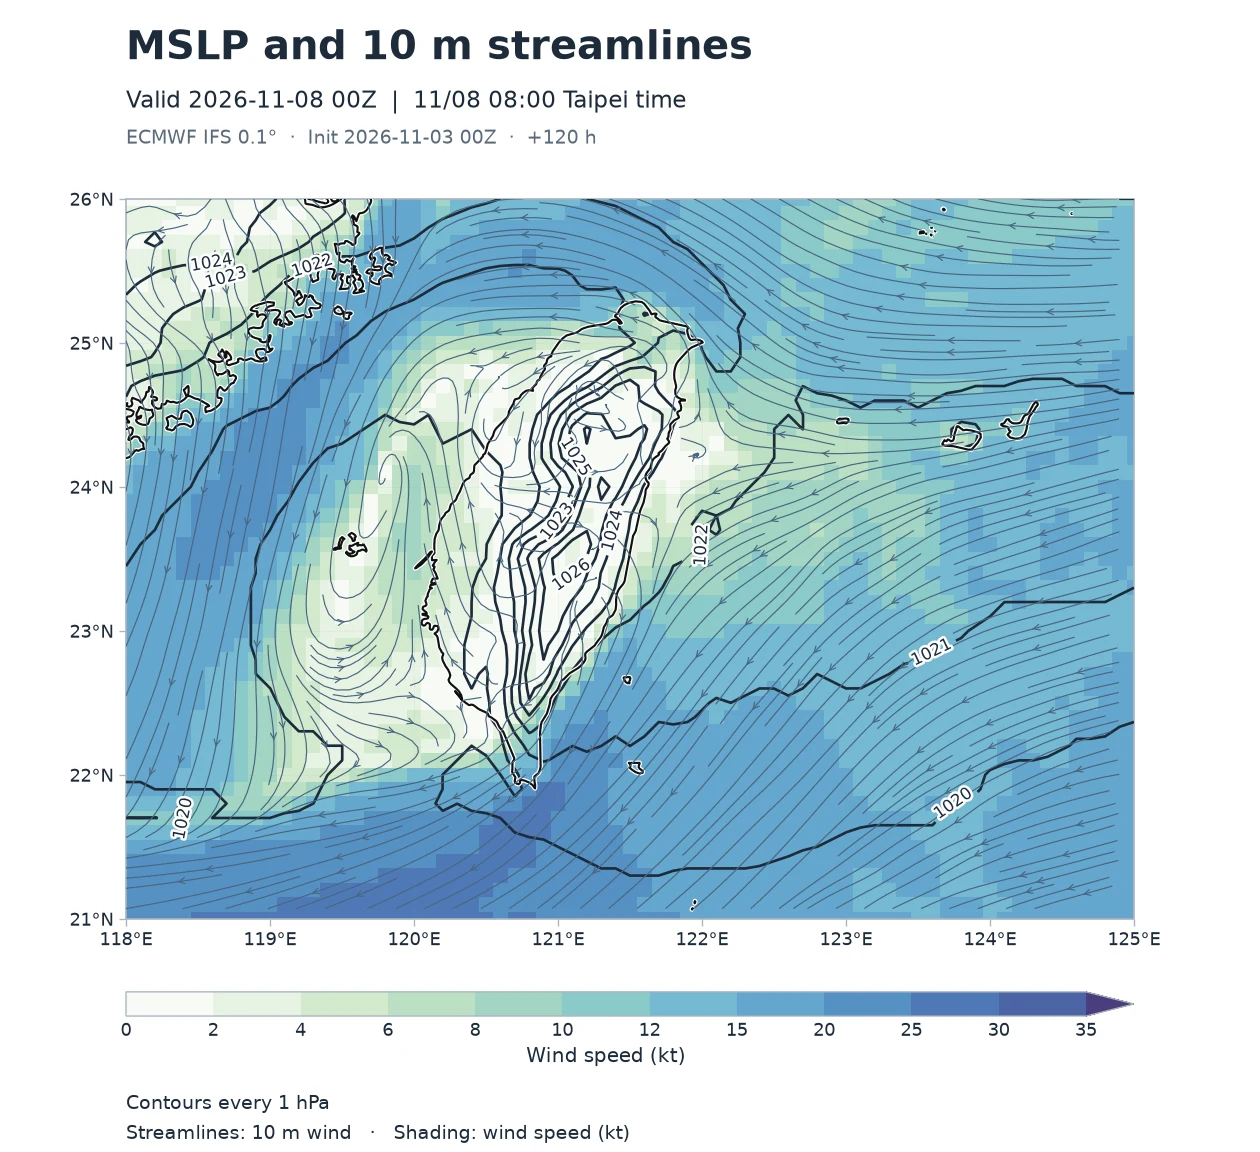 MSLP and 10 m streamlines
Valid 2026-11-08 00Z | 11/08 08:00 Taipei time
ECMWF IFS 0.1° · Init 2026-11-03 00Z · +120 h
26°N
1024
1023
1022
25°N
1025
24°N
1023
1024
1022
1026
23°N
1021
22°N
1020
1020
21°N
118°E 119°E 120°E 121°E 122°E 123°E 124°E 125°E
0 2 4 6 8 10 12 15 20 25 30 35
Wind speed (kt)
Contours every 1 hPa
Streamlines: 10 m wind · Shading: wind speed (kt)